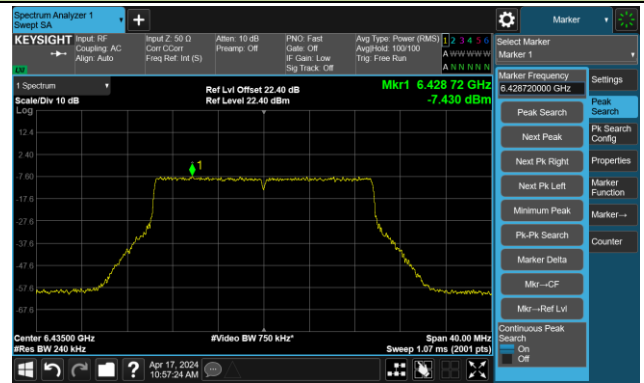 Spectrum Analyzer 1
Swept SA
Marker
KEYSIGHT
Input: RF
Coupling: AC
Align: Auto
Input Z: 50 Ω
Corr CCorr
Freq Ref: Int (S)
Atten: 10 dB
Preamp: Off
PNO: Fast
Gate: Off
IF Gain: Low
Sig Track: Off
Avg Type: Power (RMS)
Avg|Hold: 100/100
Trig: Free Run
1 2 3 4 5 6
A W W W W W
A N N N N N
LW
Select Marker
Marker 1
1 Spectrum
Scale/Div 10 dB
Log
Ref Lvl Offset 22.40 dB
Ref Level 22.40 dBm
Mkr1 6.428 72 GHz
-7.430 dBm
12.4
2.40
-7.60
-17.6
-27.6
-37.6
-47.6
-57.6
-67.6
1
Center 6.43500 GHz
#Res BW 240 kHz
#Video BW 750 kHz*
Span 40.00 MHz
Sweep 1.07 ms (2001 pts)
Marker Frequency
6.428720000 GHz
Peak Search
Next Peak
Next Pk Right
Next Pk Left
Minimum Peak
Pk-Pk Search
Marker Delta
Mkr→CF
Mkr→Ref Lvl
Continuous Peak
Search
On
Off
Settings
Peak
Search
Pk Search
Config
Properties
Marker
Function
Marker→
Counter
?
Apr 17, 2024
10:57:24 AM